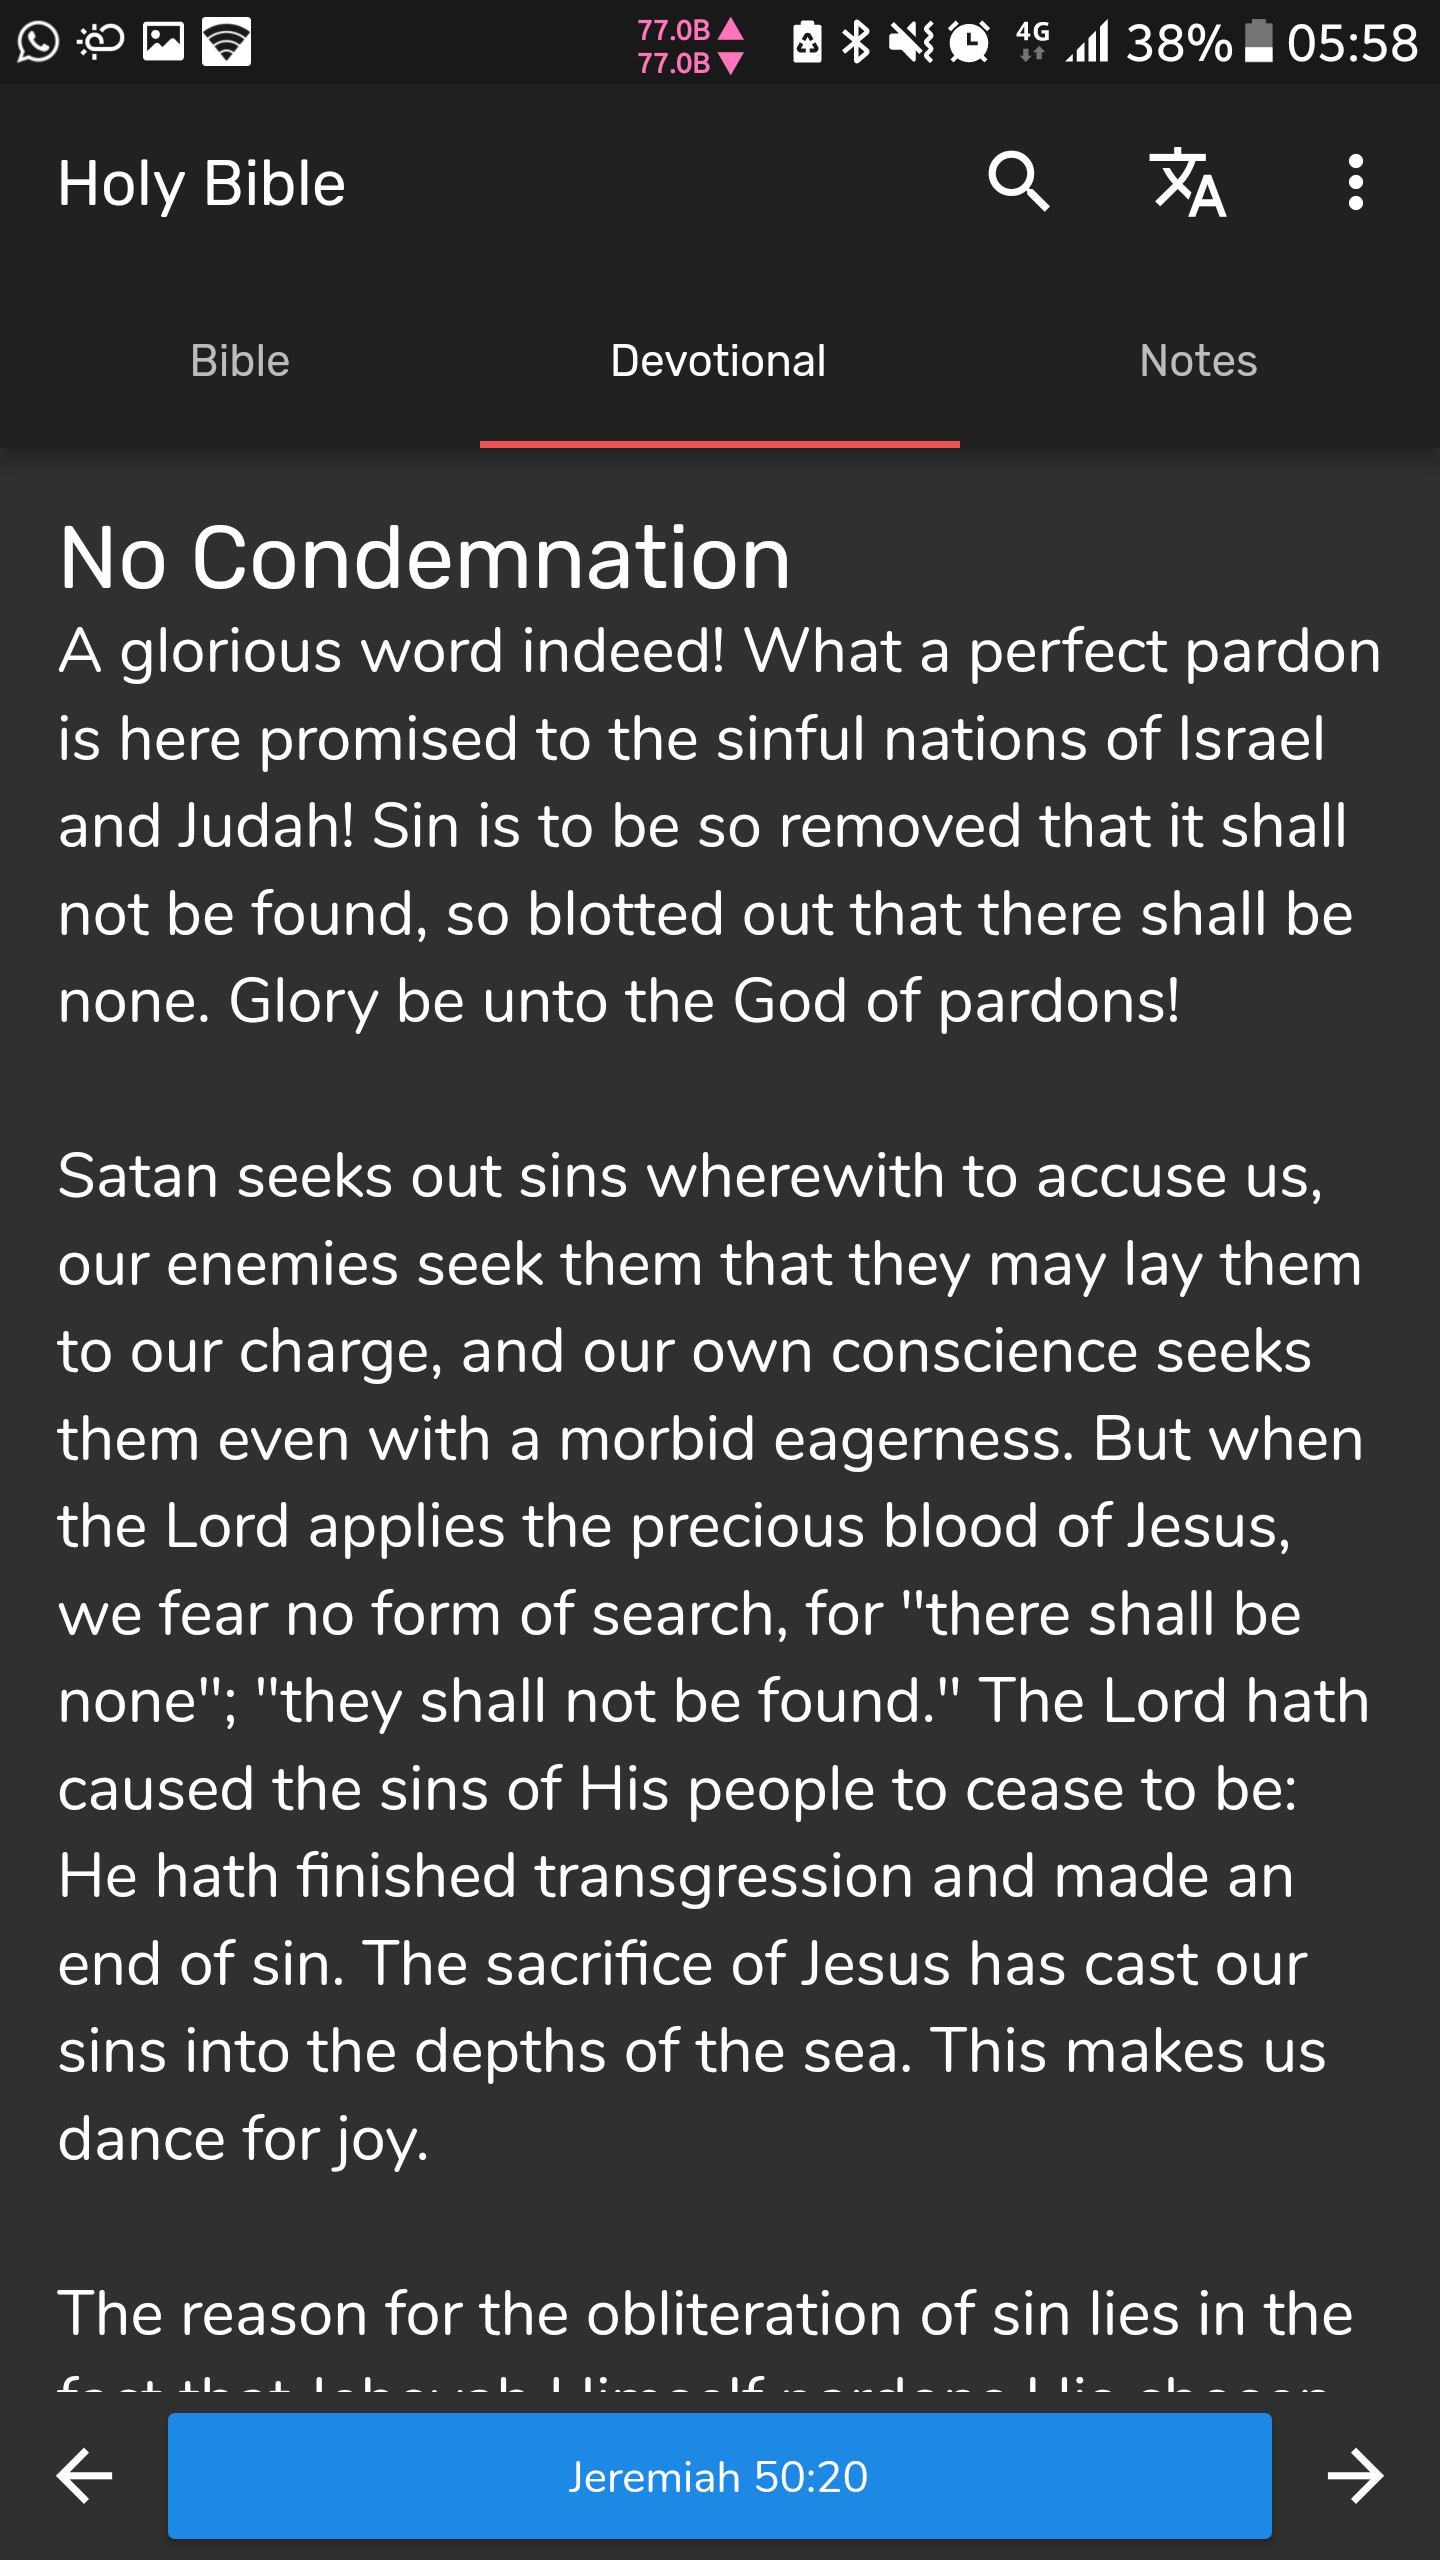 77.0B
77.0B
4G
38%
05:58
Holy Bible
Bible
Devotional
Notes
No Condemnation
A glorious word indeed! What a perfect pardon
is here promised to the sinful nations of Israel
and Judah! Sin is to be so removed that it shall
not be found, so blotted out that there shall be
none. Glory be unto the God of pardons!
Satan seeks out sins wherewith to accuse us,
our enemies seek them that they may lay them
to our charge, and our own conscience seeks
them even with a morbid eagerness. But when
the Lord applies the precious blood of Jesus,
we fear no form of search, for "there shall be
none"; "they shall not be found." The Lord hath
caused the sins of His people to cease to be:
He hath finished transgression and made an
end of sin. The sacrifice of Jesus has cast our
sins into the depths of the sea. This makes us
dance for joy.
The reason for the obliteration of sin lies in the
fact that Jehovah Himself pardons His chosen
Jeremiah 50:20